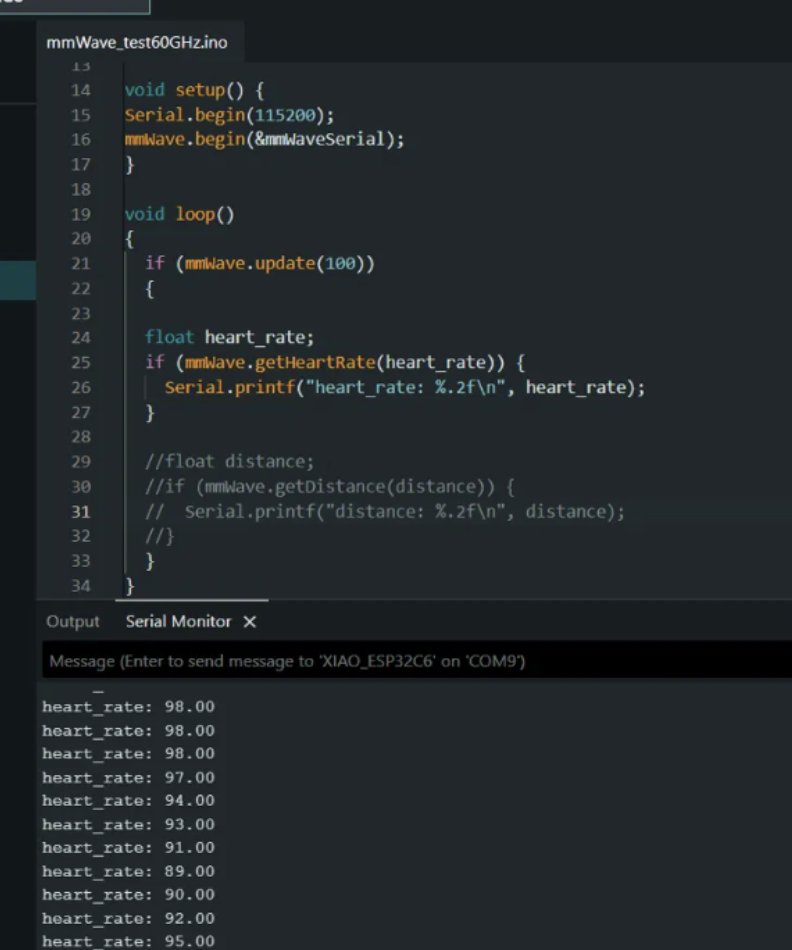 mmWave_test60GHz.ino
13
14 void setup() {
15 Serial.begin(115200);
16 mmWave.begin(&mmWaveSerial);
17 }
18
19 void loop()
20 {
21 if (mmWave.update(100))
22 {
23
24 float heart_rate;
25 if (mmWave.getHeartRate(heart_rate)) {
26 Serial.printf("heart_rate: %.2f\n", heart_rate);
27 }
28
29 //float distance;
30 //if (mmWave.getDistance(distance)) {
31 // Serial.printf("distance: %.2f\n", distance);
32 //}
33 }
34 }
Output Serial Monitor ×
Message (Enter to send message to 'XIAO_ESP32C6' on 'COM9')
heart_rate: 98.00
heart_rate: 98.00
heart_rate: 98.00
heart_rate: 97.00
heart_rate: 94.00
heart_rate: 93.00
heart_rate: 91.00
heart_rate: 89.00
heart_rate: 90.00
heart_rate: 92.00
heart_rate: 95.00